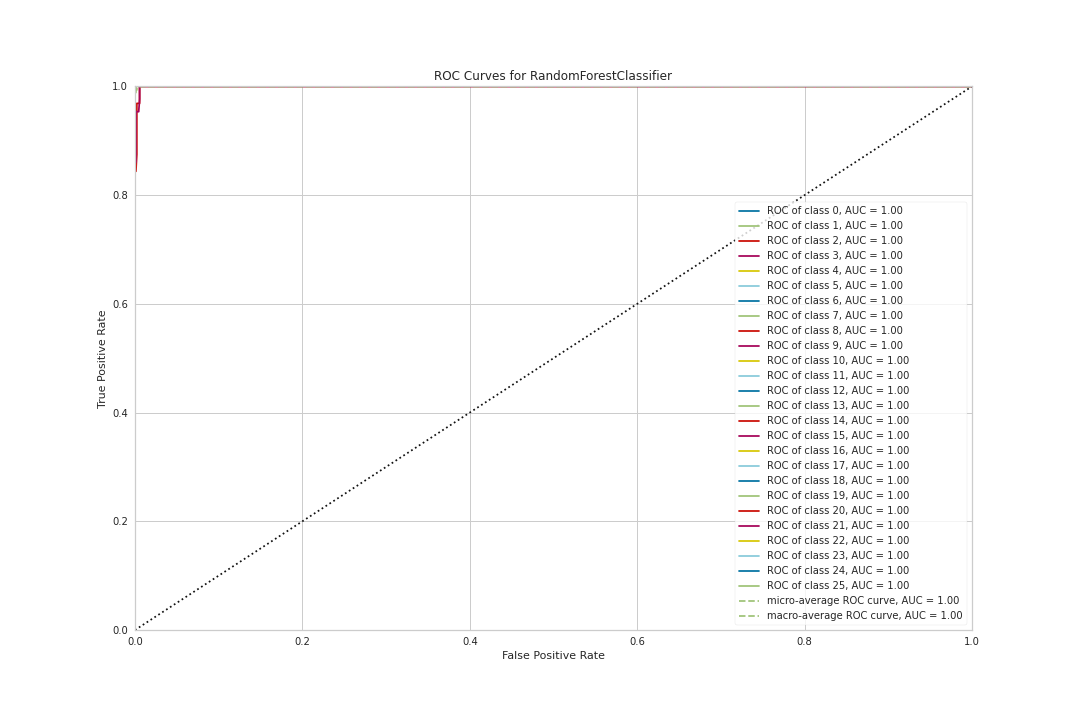 ROC Curves for RandomForestClassifier
True Positive Rate
1.0
0.8
0.6
0.4
0.2
0.0
ROC of class 0, AUC = 1.00
ROC of class 1, AUC = 1.00
ROC of class 2, AUC = 1.00
ROC of class 3, AUC = 1.00
ROC of class 4, AUC = 1.00
ROC of class 5, AUC = 1.00
ROC of class 6, AUC = 1.00
ROC of class 7, AUC = 1.00
ROC of class 8, AUC = 1.00
ROC of class 9, AUC = 1.00
ROC of class 10, AUC = 1.00
ROC of class 11, AUC = 1.00
ROC of class 12, AUC = 1.00
ROC of class 13, AUC = 1.00
ROC of class 14, AUC = 1.00
ROC of class 15, AUC = 1.00
ROC of class 16, AUC = 1.00
ROC of class 17, AUC = 1.00
ROC of class 18, AUC = 1.00
ROC of class 19, AUC = 1.00
ROC of class 20, AUC = 1.00
ROC of class 21, AUC = 1.00
ROC of class 22, AUC = 1.00
ROC of class 23, AUC = 1.00
ROC of class 24, AUC = 1.00
ROC of class 25, AUC = 1.00
micro-average ROC curve, AUC = 1.00
macro-average ROC curve, AUC = 1.00
0.0 0.2 0.4 0.6 0.8 1.0
False Positive Rate